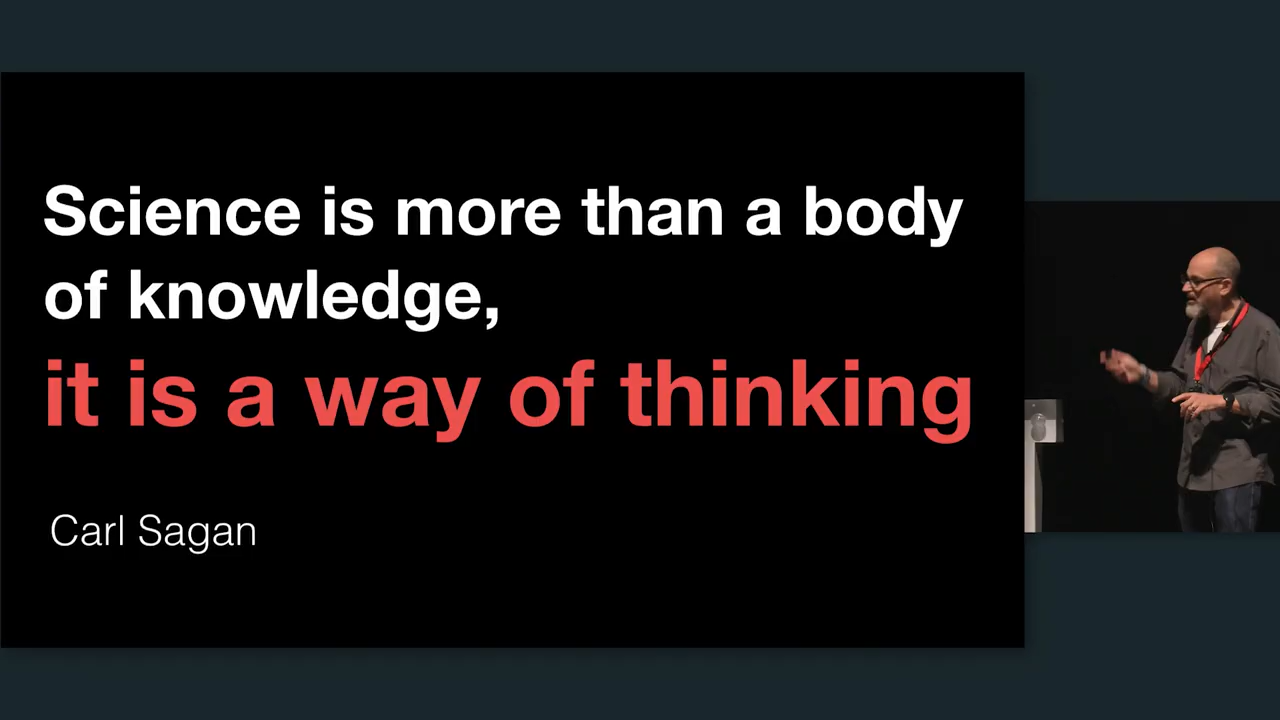 Science is more than a body
of knowledge,
it is a way of thinking
Carl Sagan